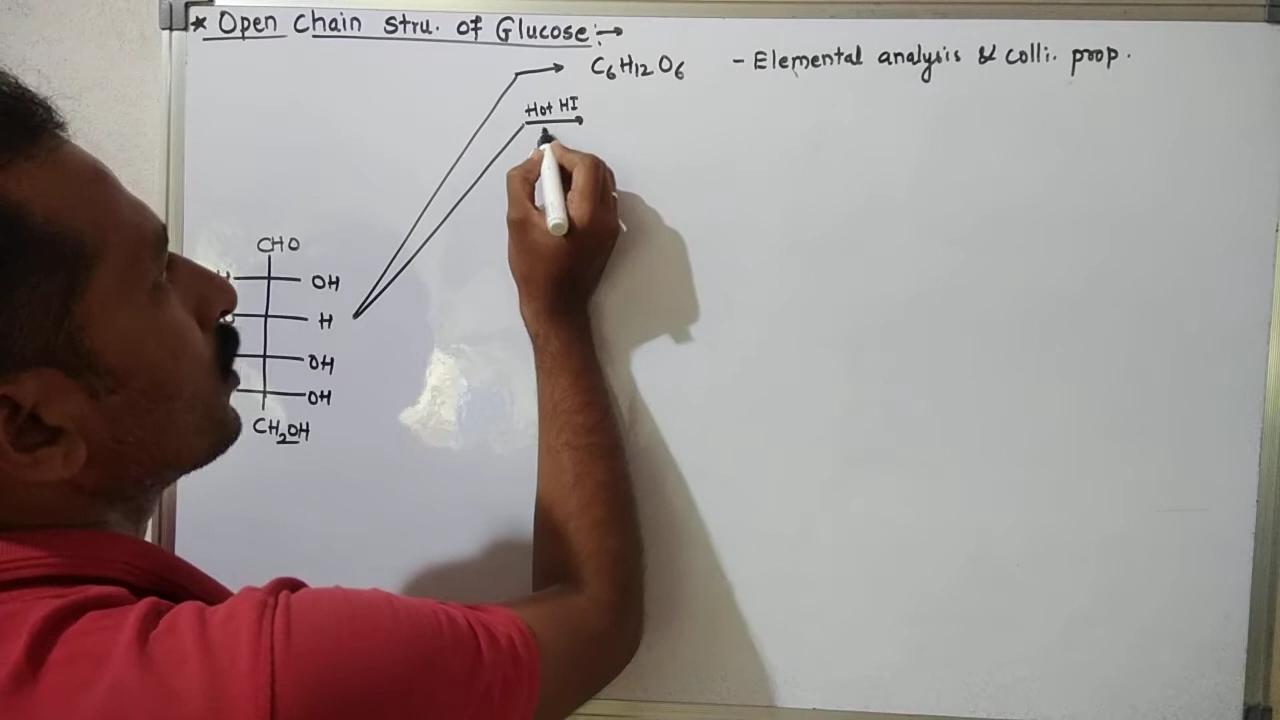 * Open Chain Stru. of Glucose :→
C6H12O6 - Elemental analysis & colli. prop.
Hot HI
CHO
OH
H
OH
OH
CH2OH